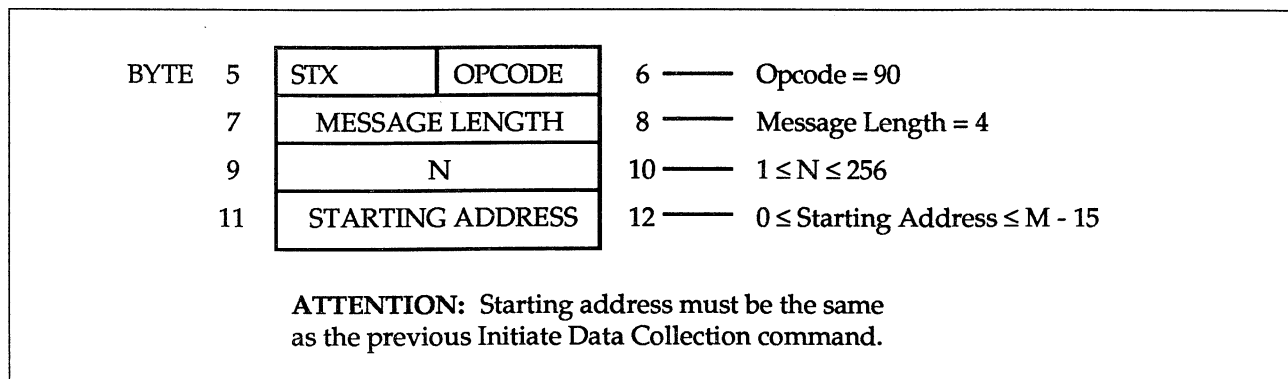 BYTE 5 STX OPCODE 6 Opcode = 90
7 MESSAGE LENGTH 8 Message Length = 4
9 N 10 1 ≤ N ≤ 256
11 STARTING ADDRESS 12 0 ≤ Starting Address ≤ M - 15
ATTENTION: Starting address must be the same
as the previous Initiate Data Collection command.